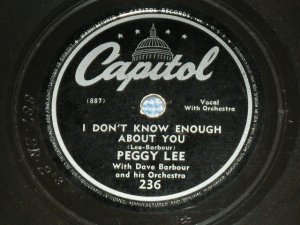 Capitol
(887)
Vocal
With Orchestra
I DON'T KNOW ENOUGH
ABOUT YOU
(Lee-Barbour)
PEGGY LEE
With Dave Barbour
and his Orchestra
236